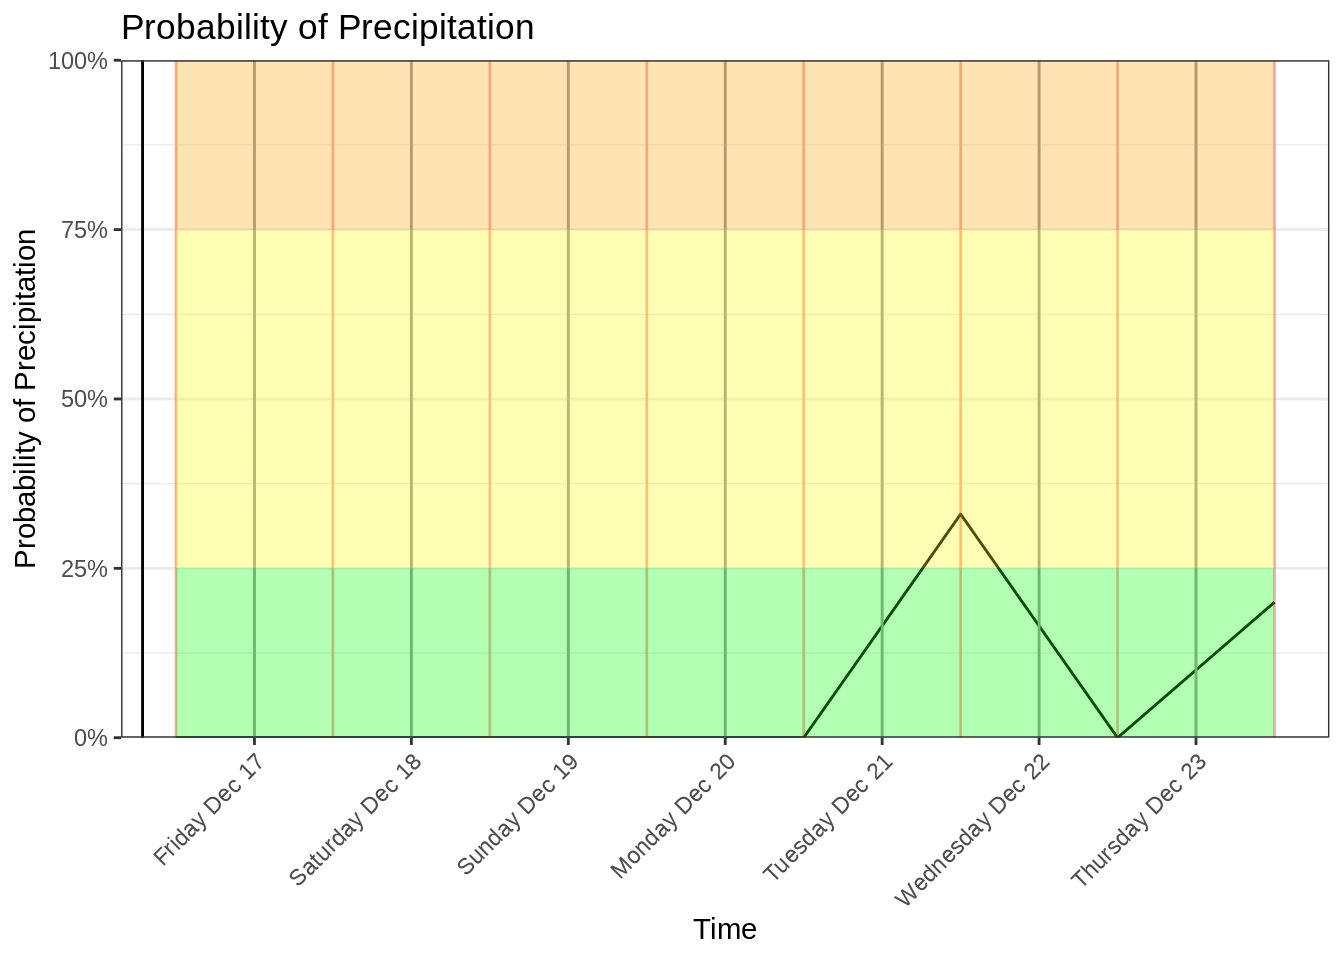 Probability of Precipitation
Probability of Precipitation
100%
75%
50%
25%
0%
Friday Dec 17
Saturday Dec 18
Sunday Dec 19
Monday Dec 20
Tuesday Dec 21
Wednesday Dec 22
Thursday Dec 23
Time